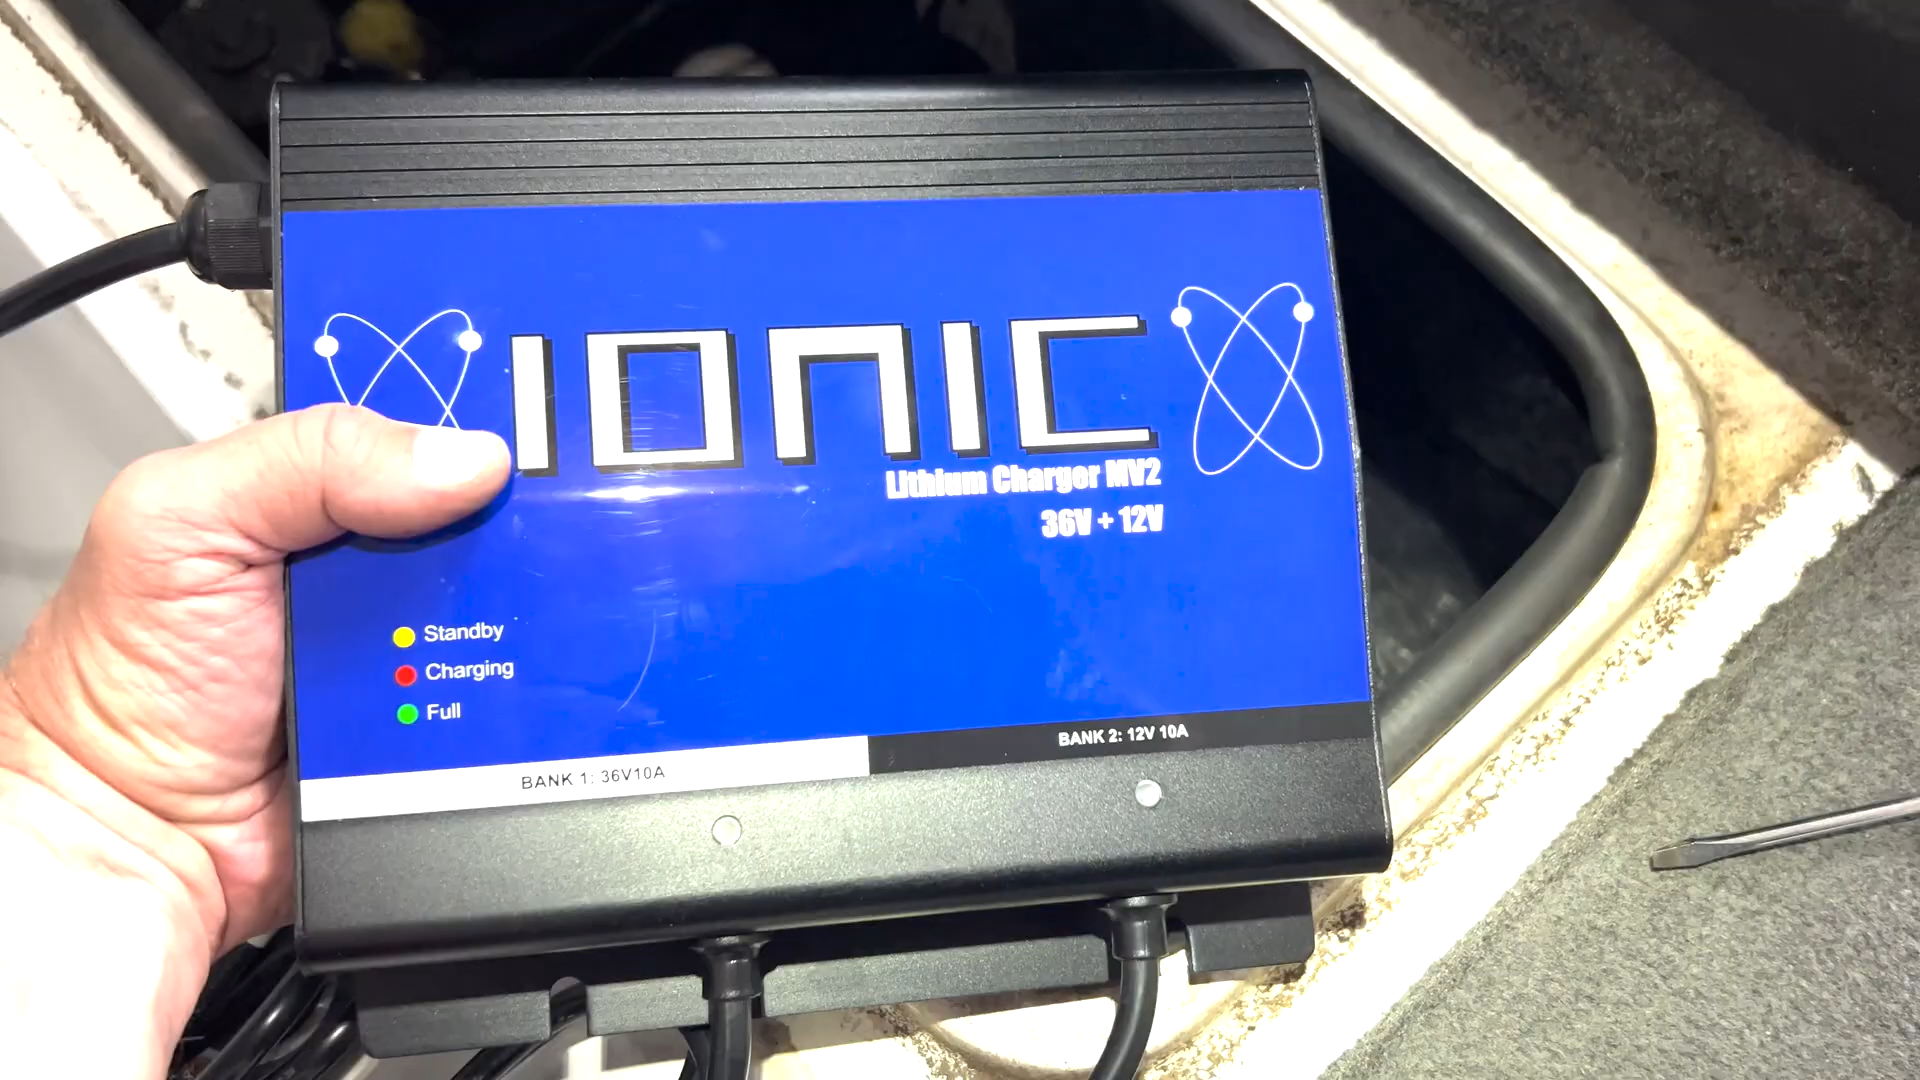 IONIC
Lithium Charger MV2
36V + 12V
Standby
Charging
Full
BANK 1: 36V10A
BANK 2: 12V 10A